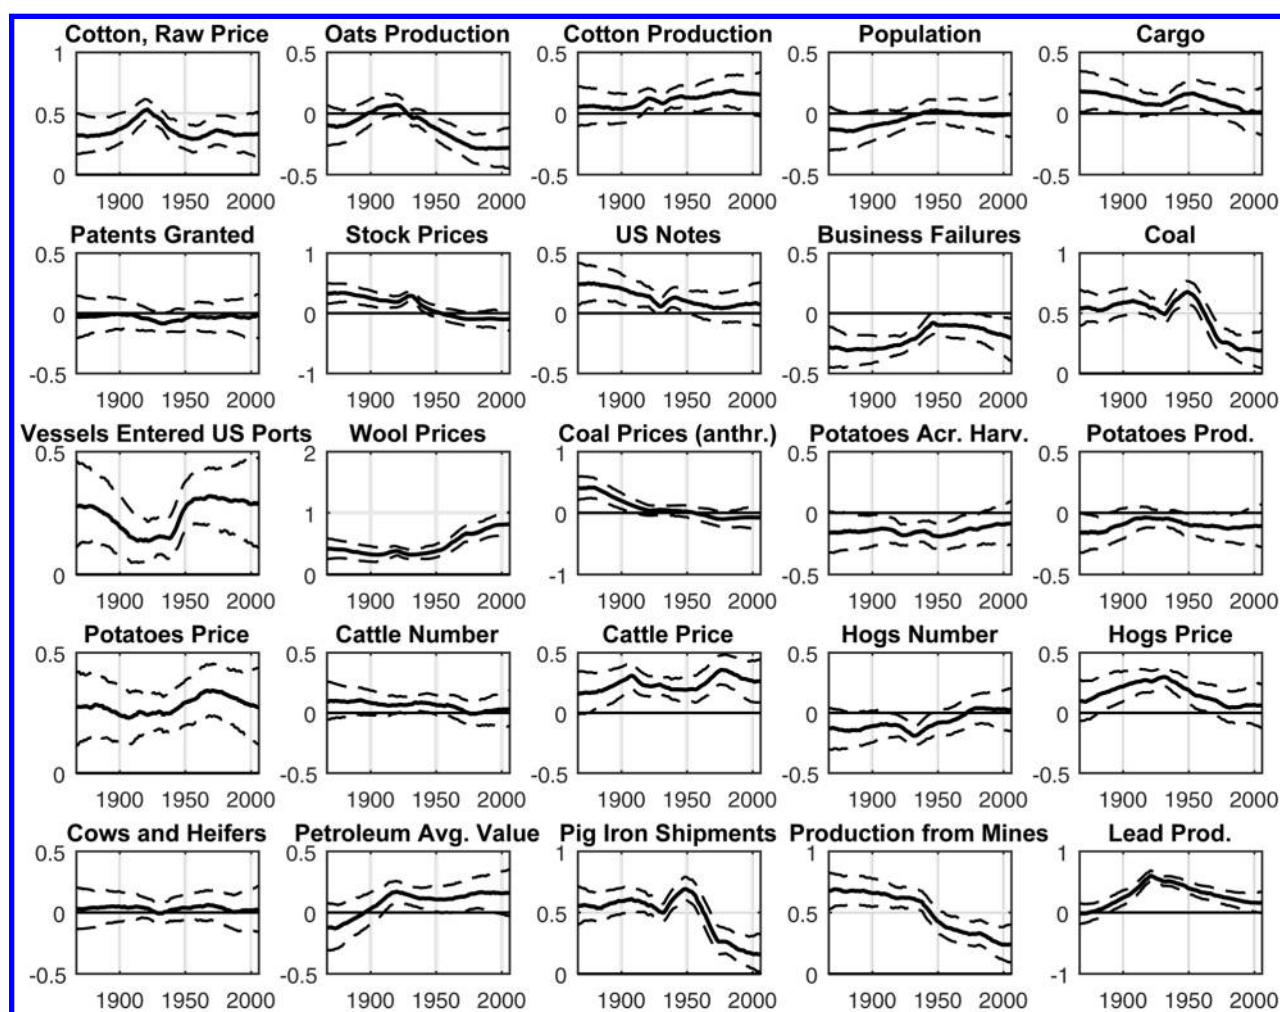 Cotton, Raw Price Oats Production Cotton Production Population Cargo
1 0.5 0.5 0.5 0.5
0.5 0 0 0 0
0 -0.5 -0.5 -0.5 -0.5
1900 1950 2000 1900 1950 2000 1900 1950 2000 1900 1950 2000 1900 1950 2000
Patents Granted Stock Prices US Notes Business Failures Coal
0.5 1 0.5 0.5 1
0 0 0 0 0.5
-0.5 -1 -0.5 -0.5 0
1900 1950 2000 1900 1950 2000 1900 1950 2000 1900 1950 2000 1900 1950 2000
Vessels Entered US Ports Wool Prices Coal Prices (anthr.) Potatoes Acr. Harv. Potatoes Prod.
0.5 2 1 0.5 0.5
1 0 0 0
0 0 -1 -0.5 -0.5
1900 1950 2000 1900 1950 2000 1900 1950 2000 1900 1950 2000 1900 1950 2000
Potatoes Price Cattle Number Cattle Price Hogs Number Hogs Price
0.5 0.5 0.5 0.5 0.5
0 0 0 0
0 -0.5 -0.5 -0.5 -0.5
1900 1950 2000 1900 1950 2000 1900 1950 2000 1900 1950 2000 1900 1950 2000
Cows and Heifers Petroleum Avg. Value Pig Iron Shipments Production from Mines Lead Prod.
0.5 0.5 1 1 1
0 0 0.5 0.5 0
-0.5 -0.5 0 0 -1
1900 1950 2000 1900 1950 2000 1900 1950 2000 1900 1950 2000 1900 1950 2000